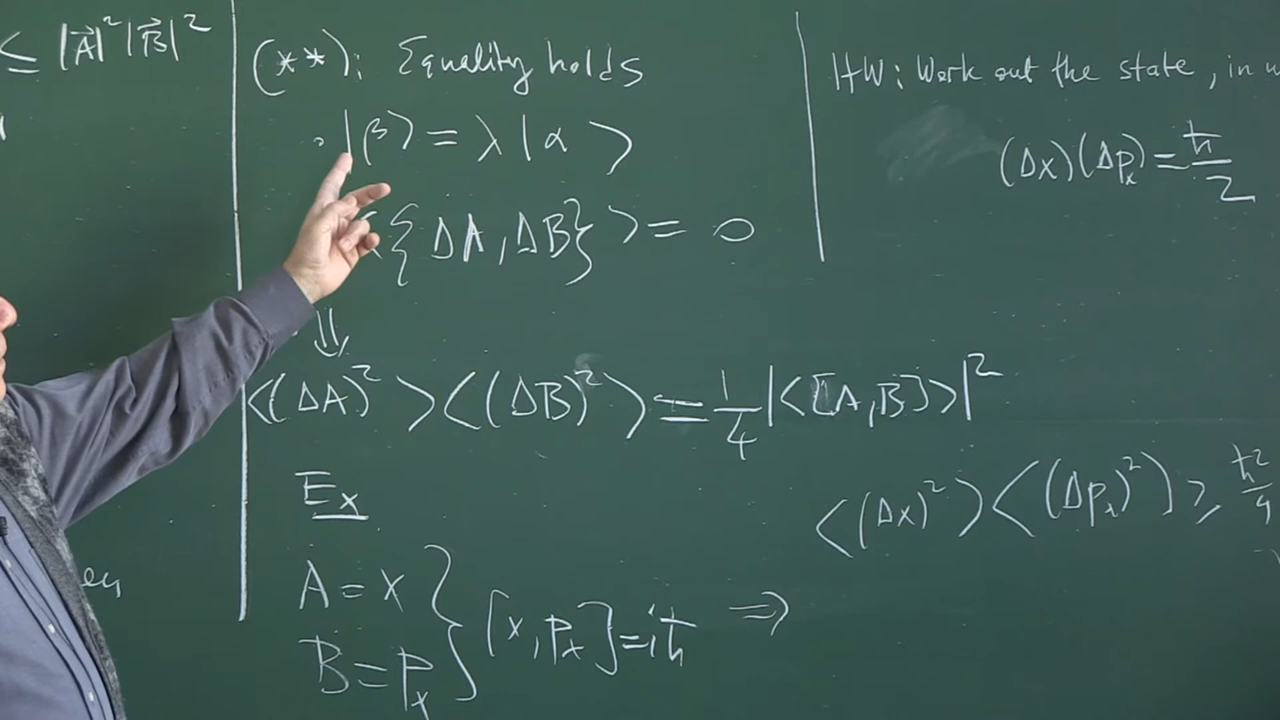 ≤ |A⃗|² |B⃗|²
(**): Equality holds
· |β> = λ|α>
<{ΔA, ΔB}> = 0
⇓
<(ΔA)²><(ΔB)²> = 1/4 |<[A,B]>|²
Ex
A = x
B = pₓ
} [x, pₓ] = iħ ⇒
HW: Work out the state, in
(Δx)(Δpₓ) = ħ/2
<(Δx)²><(Δpₓ)²> ≥ ħ²/4